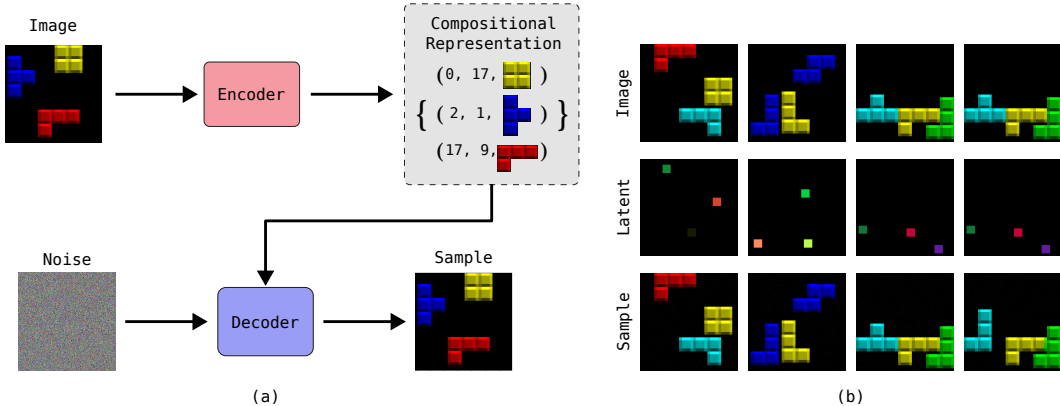 Image
Compositional
Representation
(0, 17, )
Encoder
{ (2, 1, ) }
(17, 9, )
Noise
Sample
Decoder
(a)
Image
Latent
Sample
(b)